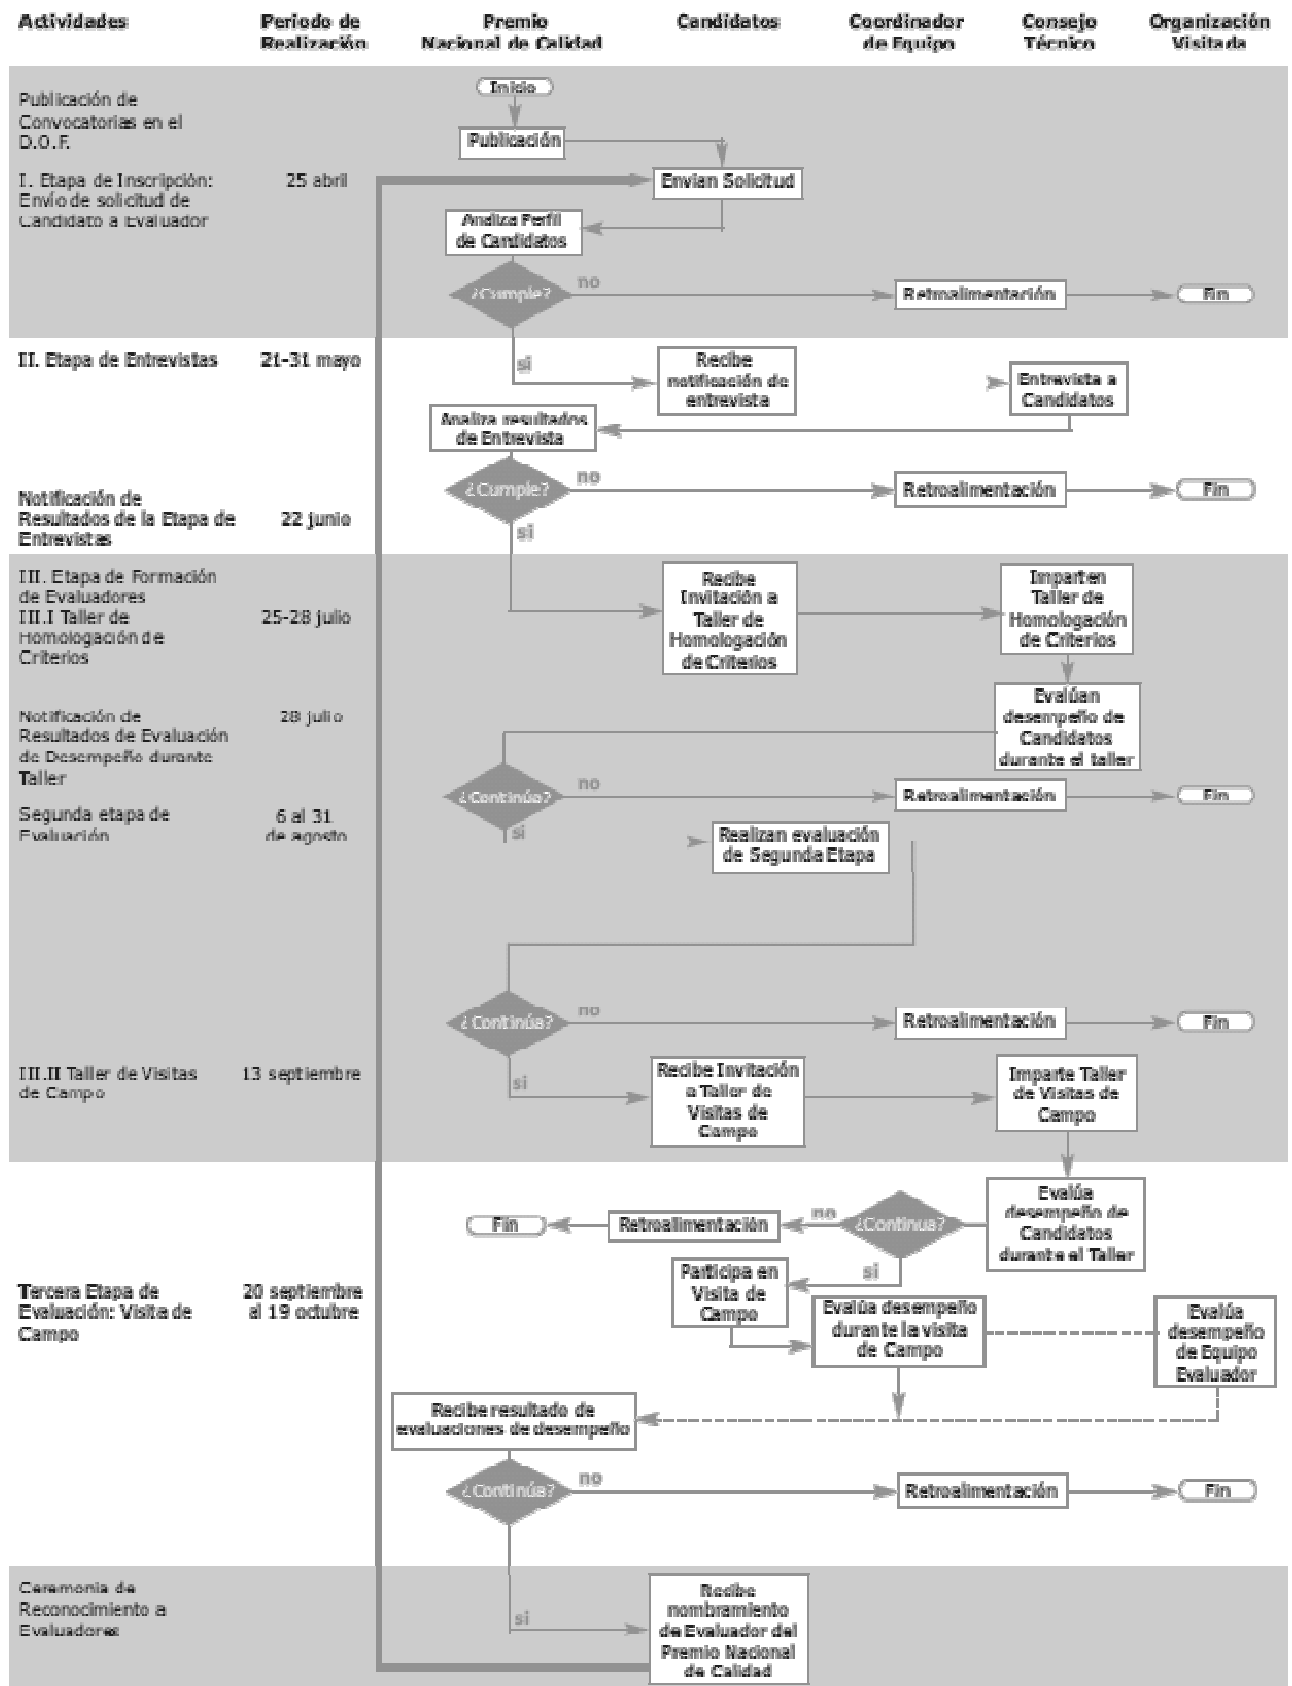 Actividades
Periodo de
Realización
Premio
Nacional de Calidad
Candidatos
Coordinador
de Equipo
Consejo
Técnico
Organización
Visitada
Publicación de
Convocatorias en el
D.O.F.
Inicio
Publicación
I. Etapa de Inscripción:
Envío de solicitud de
Candidato a Evaluador
25 abril
Envían Solicitud
Analiza Perfil
de Candidatos
¿Cumple?
no
Retroalimentación
Fin
II. Etapa de Entrevistas
21-31 mayo
si
Recibe
notificación de
entrevista
Entrevista a
Candidatos
Analiza resultados
de Entrevista
¿Cumple?
no
Retroalimentación
Fin
Notificación de
Resultados de la Etapa de
Entrevistas
22 junio
si
III. Etapa de Formación
de Evaluadores
III.I Taller de
Homologación de
Criterios
25-28 julio
Recibe
Invitación a
Taller de
Homologación
de Criterios
Imparten
Taller de
Homologación
de Criterios
Notificación de
Resultados de Evaluación
de Desempeño durante
Taller
28 julio
Evalúan
desempeño de
Candidatos
durante el taller
¿Continúa?
no
Retroalimentación
Fin
Segunda etapa de
Evaluación
6 al 31
de agosto
si
Realizan evaluación
de Segunda Etapa
¿Continúa?
no
Retroalimentación
Fin
III.II Taller de Visitas
de Campo
13 septiembre
si
Recibe Invitación
a Taller de
Visitas de
Campo
Imparte Taller
de Visitas de
Campo
Evalúa
desempeño de
Candidatos
durante el Taller
¿Continua?
no
Retroalimentación
Fin
si
Tercera Etapa de
Evaluación: Visita de
Campo
20 septiembre
al 19 octubre
Participa en
Visita de
Campo
Evalúa desempeño
durante la visita
de Campo
Evalúa
desempeño
de Equipo
Evaluador
Recibe resultado de
evaluaciones de desempeño
¿Continúa?
no
Retroalimentación
Fin
Ceremonia de
Reconocimiento a
Evaluadores
si
Recibe
nombramiento
de Evaluador del
Premio Nacional
de Calidad